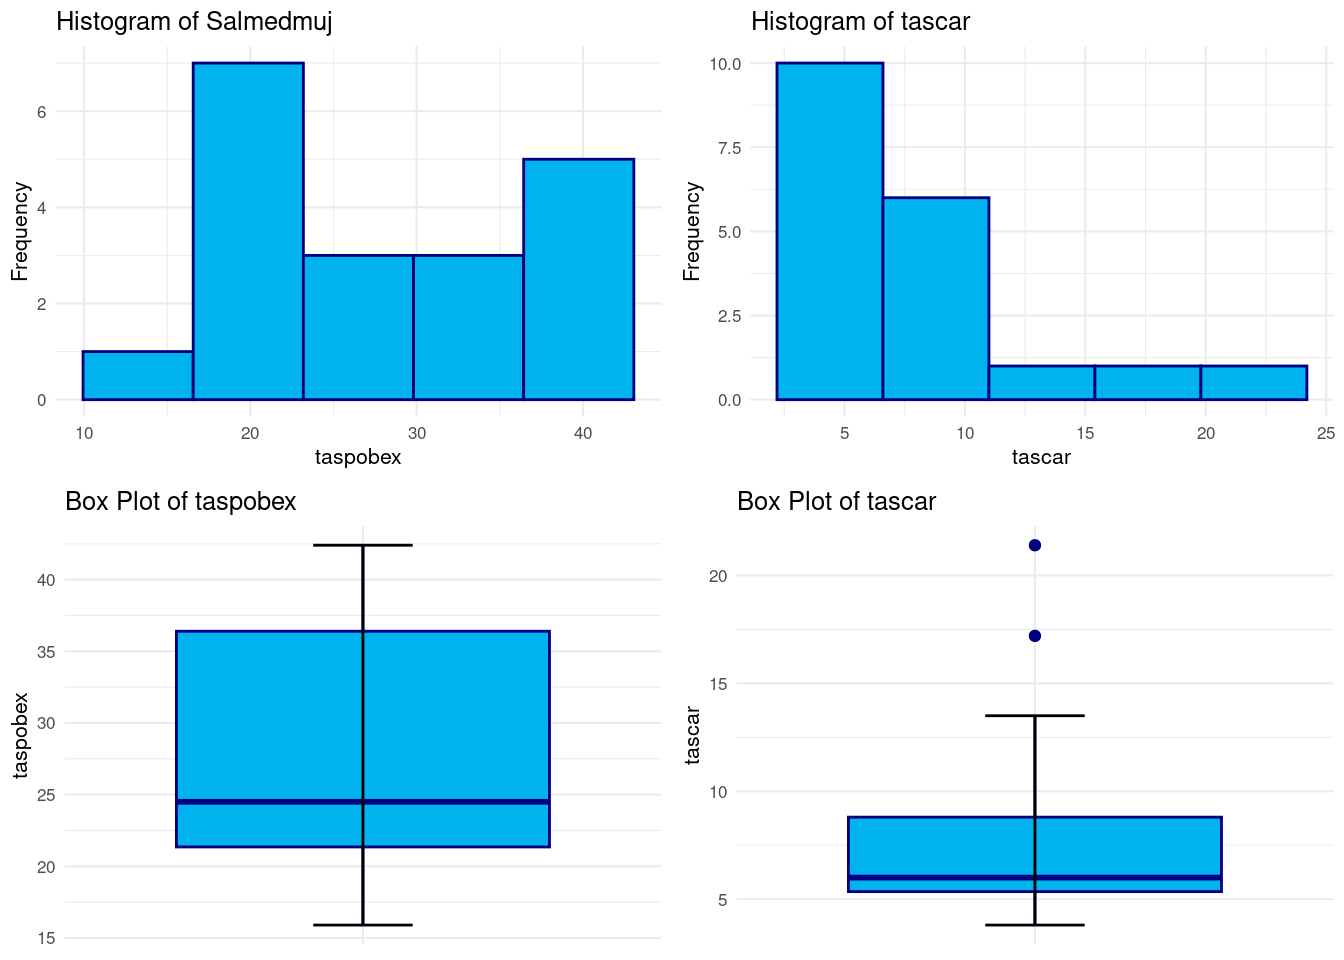 Histogram of Salmedmuj
Frequency
6
4
2
0
10 20 30 40
taspobex
Histogram of tascar
Frequency
10.0
7.5
5.0
2.5
0.0
5 10 15 20 25
tascar
Box Plot of taspobex
taspobex
40
35
30
25
20
15
Box Plot of tascar
tascar
20
15
10
5